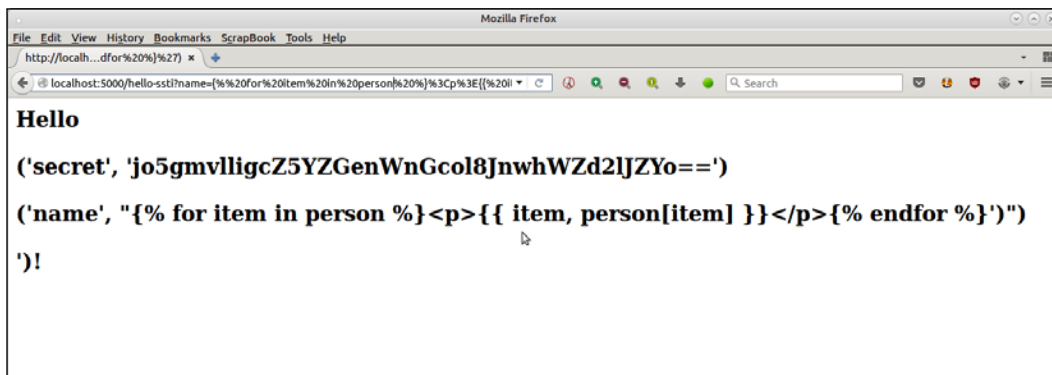 Mozilla Firefox
File Edit View History Bookmarks ScrapBook Tools Help
http://localh...dfor%20%}%27)
localhost:5000/hello-ssti?name={%%20for%20item%20in%20person%20%}%3Cp%3E{{%20i Search
Hello
('secret', 'jo5gmvlligcZ5YZGenWnGcol8JnwhWZd2lJZYo==')
('name', "{% for item in person %}<p>{{ item, person[item] }}</p>{% endfor %}')")
')!